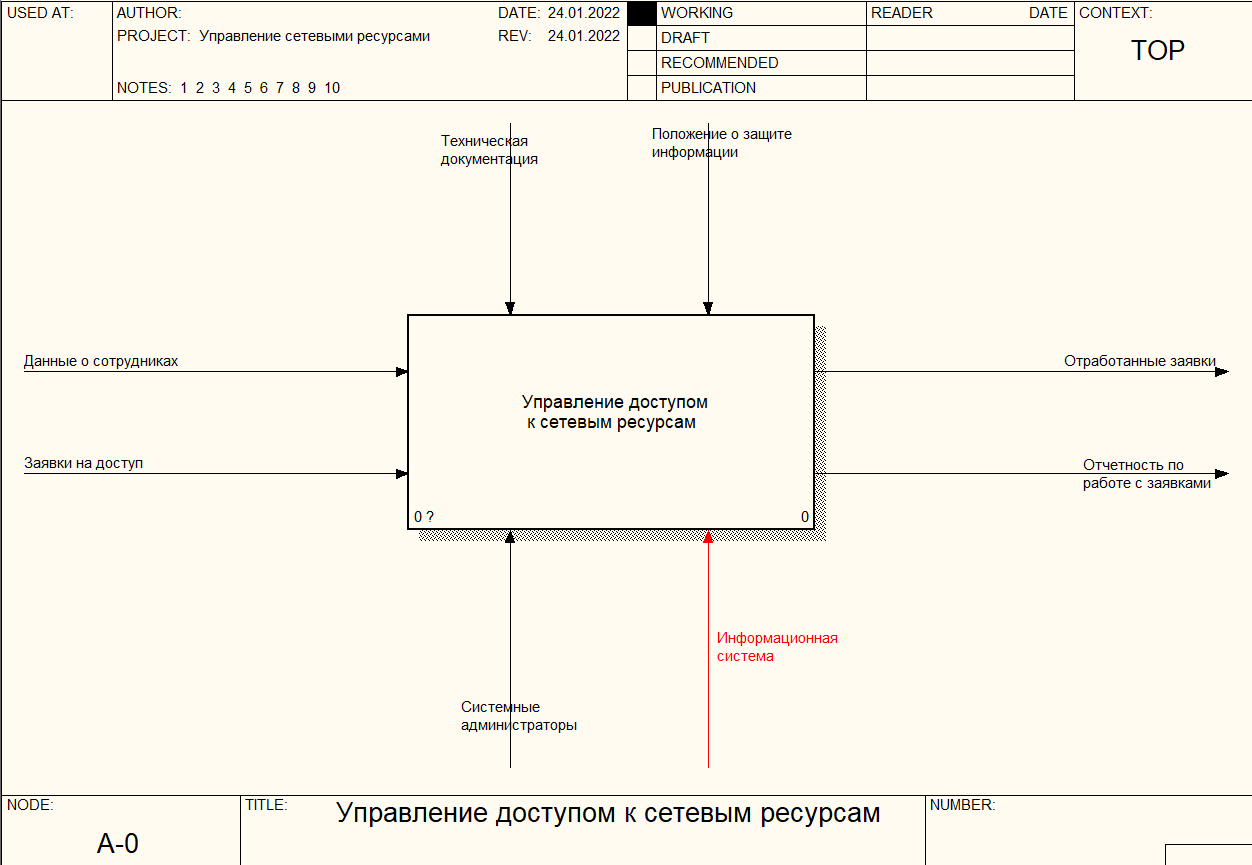 USED AT:
AUTHOR:
DATE: 24.01.2022
WORKING
READER
DATE
CONTEXT:
PROJECT: Управление сетевыми ресурсами
REV: 24.01.2022
DRAFT
TOP
RECOMMENDED
NOTES: 1 2 3 4 5 6 7 8 9 10
PUBLICATION
Техническая
документация
Положение о защите
информации
Данные о сотрудниках
Отработанные заявки
Управление доступом
к сетевым ресурсам
Заявки на доступ
Отчетность по
работе с заявками
0 ?
0
Информационная
система
Системные
администраторы
NODE:
TITLE:
Управление доступом к сетевым ресурсам
NUMBER:
A-0